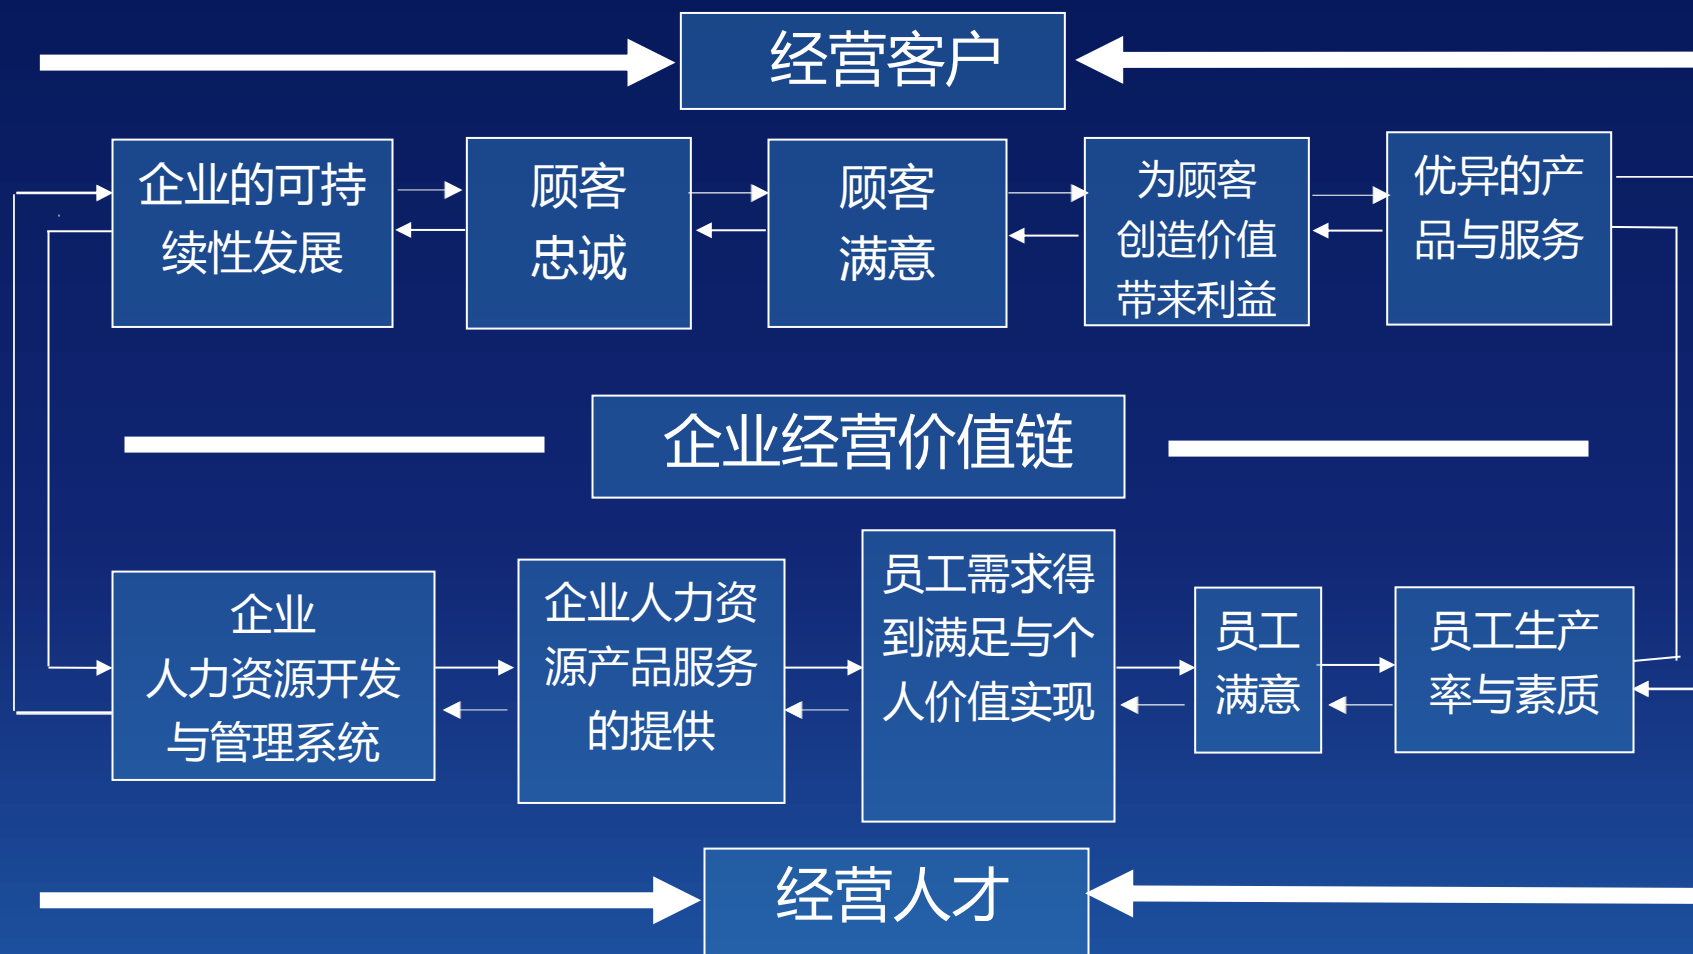 经营客户
企业的可持
续性发展
顾客
忠诚
顾客
满意
为顾客
创造价值
带来利益
优异的产
品与服务
企业经营价值链
企业
人力资源开发
与管理系统
企业人力资
源产品服务
的提供
员工需求得
到满足与个
人价值实现
员工
满意
员工生产
率与素质
经营人才